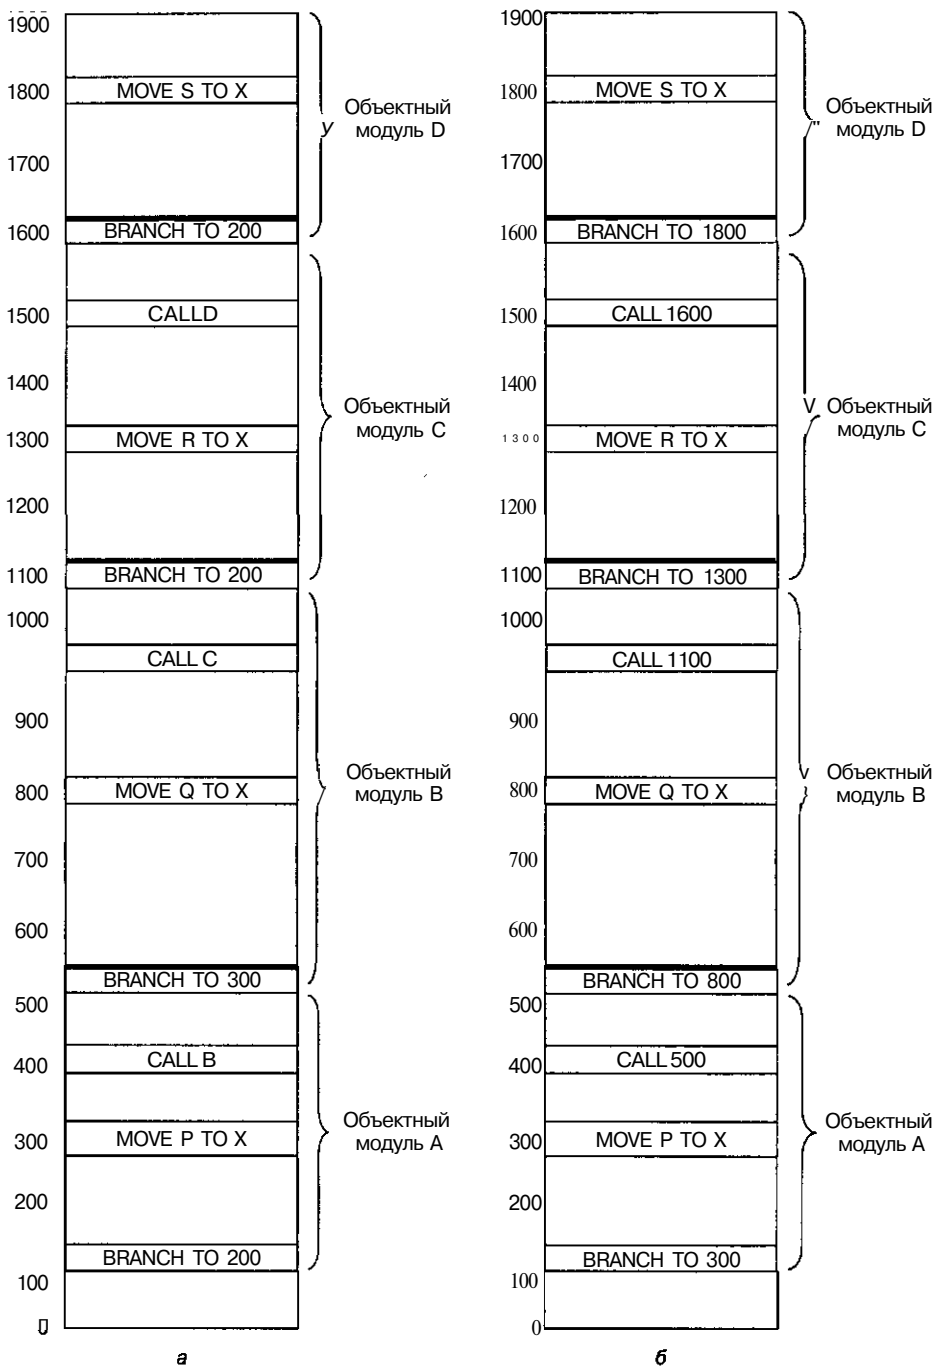 1900
1800
1700
1600
1500
1400
1300
1200
1100
1000
900
800
700
600
500
400
300
200
100
0
MOVE S TO X
BRANCH TO 200
CALLD
MOVE R TO X
BRANCH TO 200
CALL C
MOVE Q TO X
BRANCH TO 300
CALL B
MOVE P TO X
BRANCH TO 200
Объектный
модуль D
Объектный
модуль C
Объектный
модуль B
Объектный
модуль A
а
1900
1800
1700
1600
1500
1400
1300
1200
1100
1000
900
800
700
600
500
400
300
200
100
0
MOVE S TO X
BRANCH TO 1800
CALL 1600
MOVE R TO X
BRANCH TO 1300
CALL 1100
MOVE Q TO X
BRANCH TO 800
CALL 500
MOVE P TO X
BRANCH TO 300
Объектный
модуль D
Объектный
модуль C
Объектный
модуль B
Объектный
модуль A
б